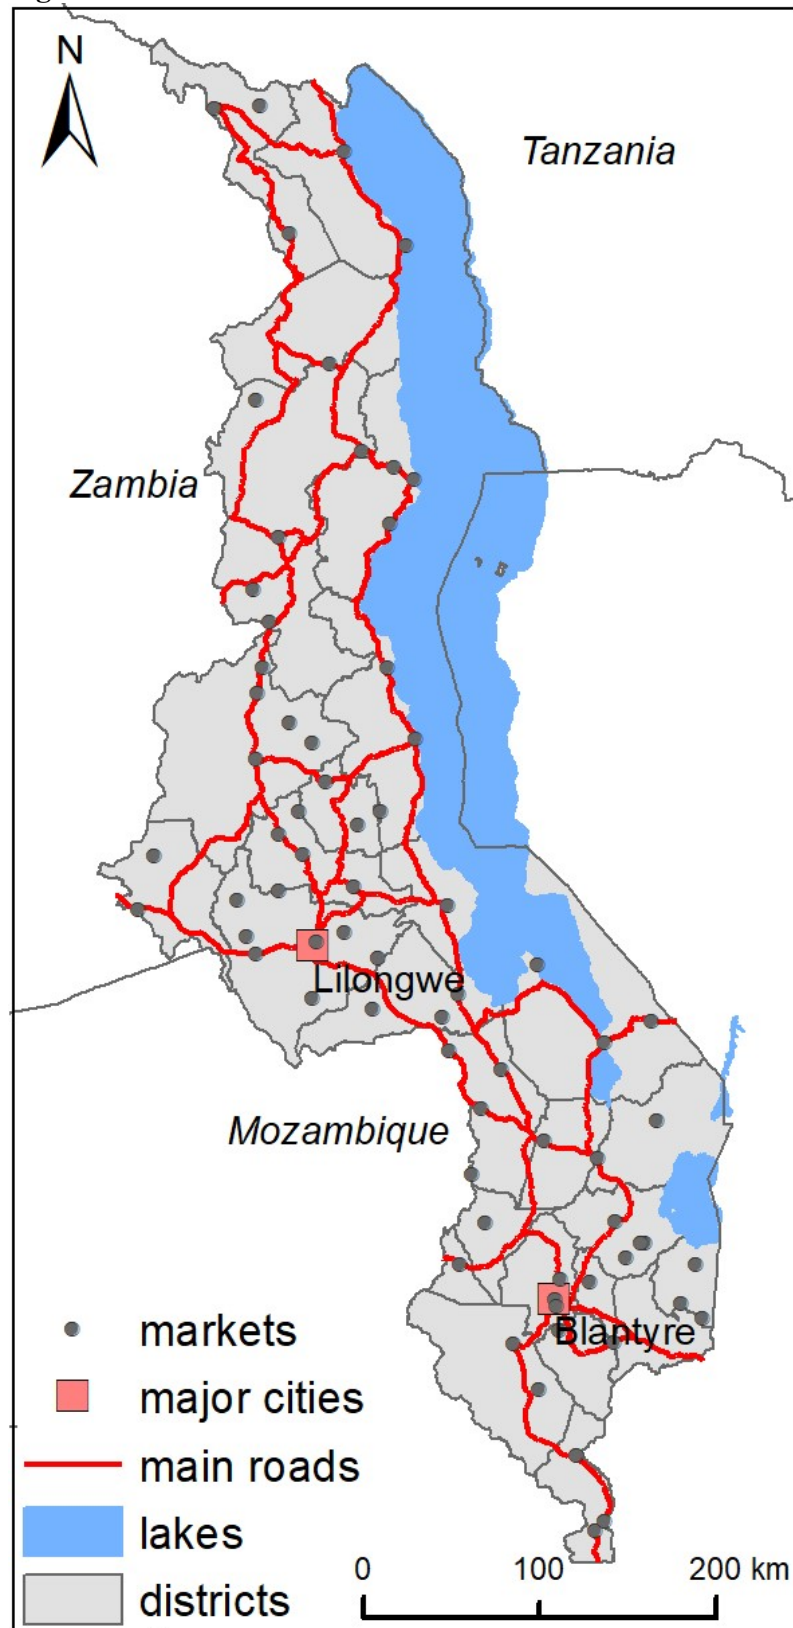 N
Tanzania
Zambia
Lilongwe
Mozambique
Blantyre
markets
major cities
main roads
lakes
districts
0 100 200 km